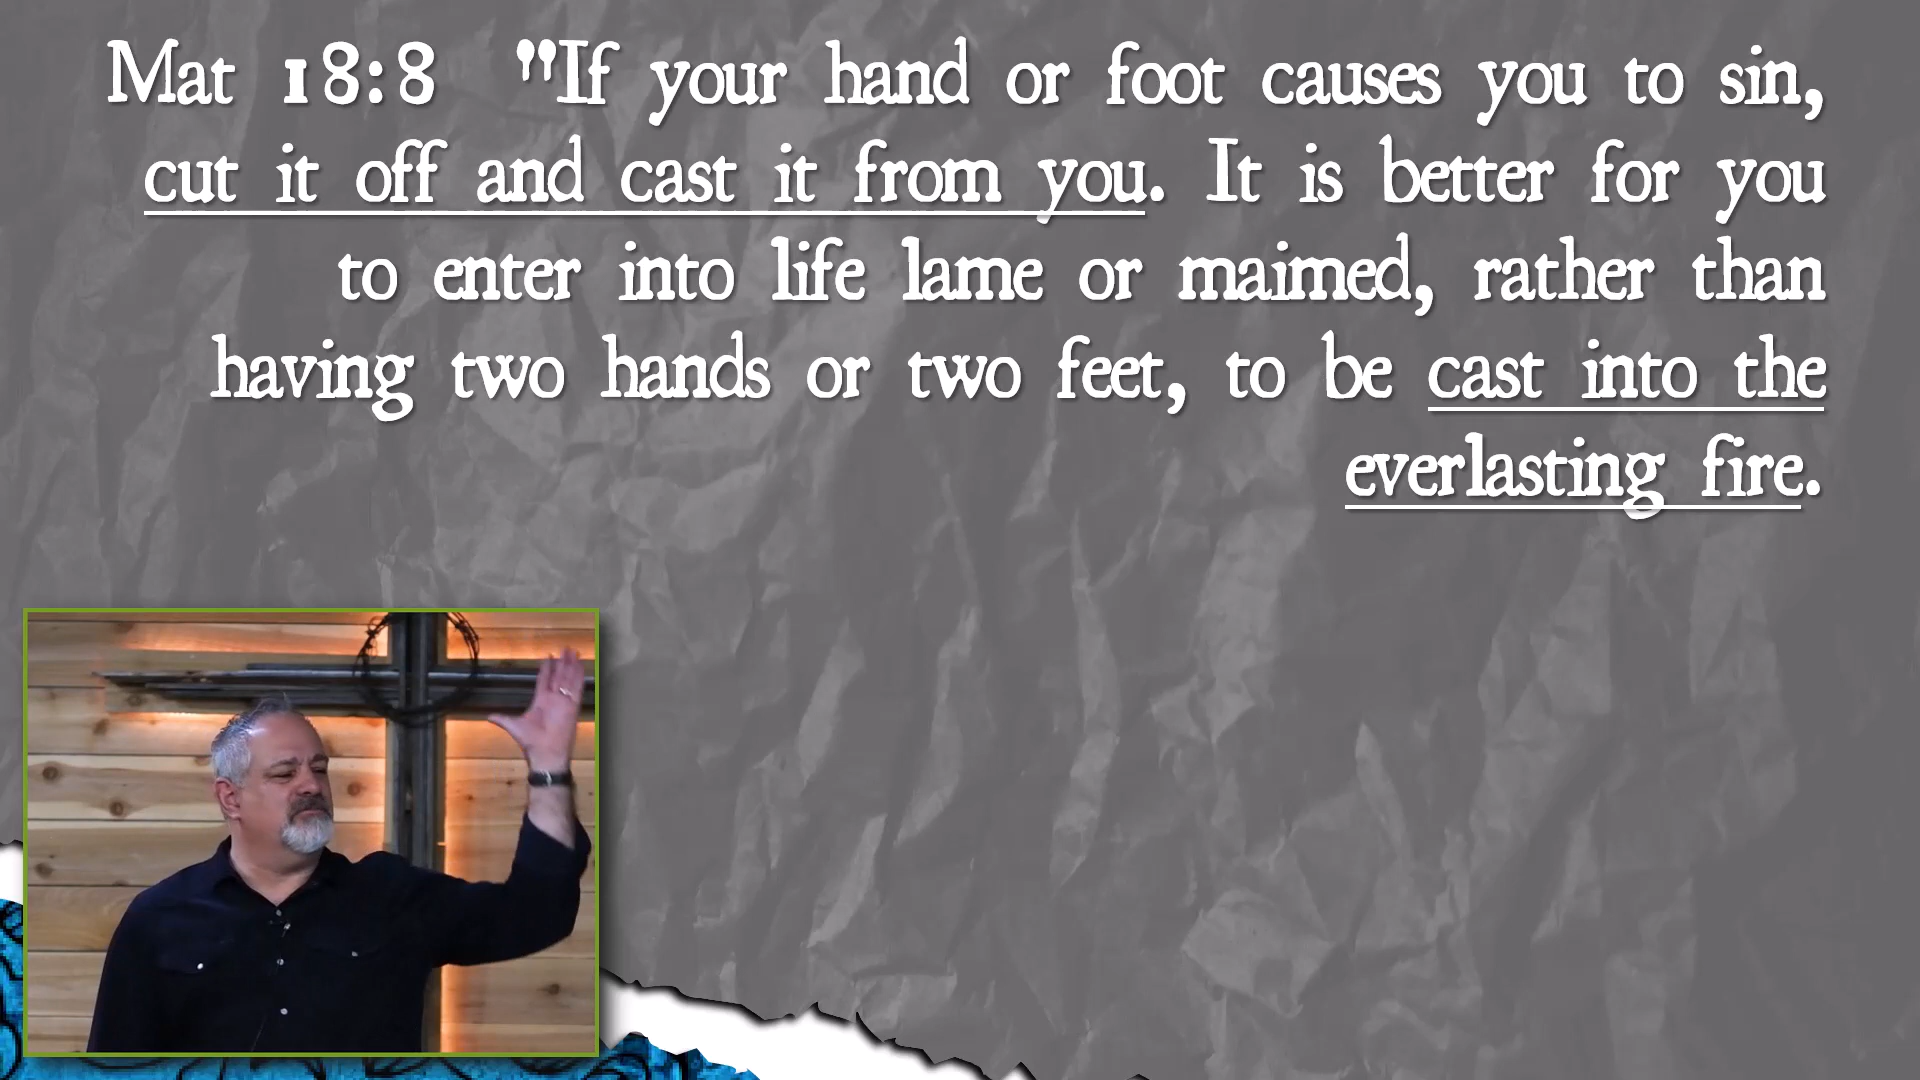 Mat 18:8 "If your hand or foot causes you to sin,
cut it off and cast it from you. It is better for you
to enter into life lame or maimed, rather than
having two hands or two feet, to be cast into the
everlasting fire.